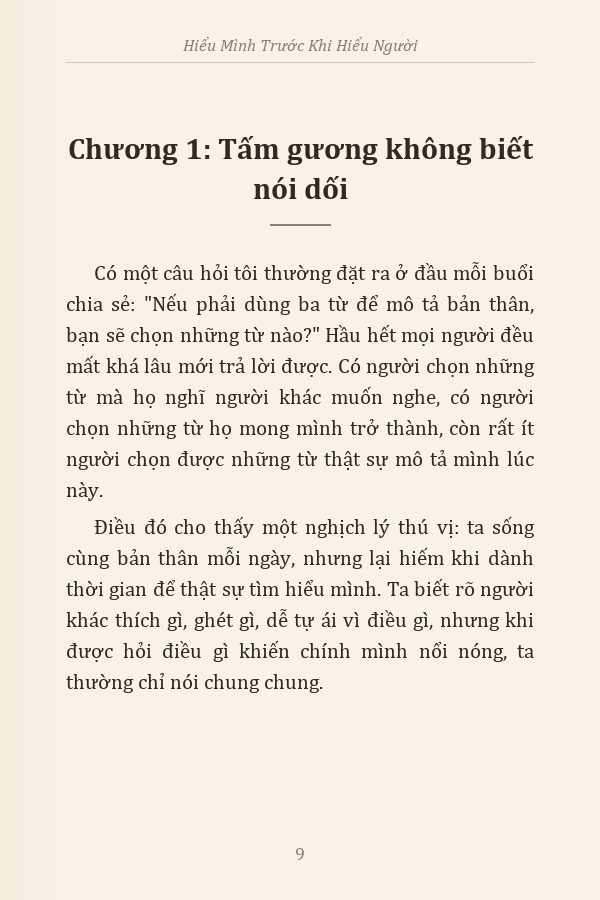 Hiểu Mình Trước Khi Hiểu Người
Chương 1: Tấm gương không biết
nói dối
Có một câu hỏi tôi thường đặt ra ở đầu mỗi buổi
chia sẻ: "Nếu phải dùng ba từ để mô tả bản thân,
bạn sẽ chọn những từ nào?" Hầu hết mọi người đều
mất khá lâu mới trả lời được. Có người chọn những
từ mà họ nghĩ người khác muốn nghe, có người
chọn những từ họ mong mình trở thành, còn rất ít
người chọn được những từ thật sự mô tả mình lúc
này.
Điều đó cho thấy một nghịch lý thú vị: ta sống
cùng bản thân mỗi ngày, nhưng lại hiếm khi dành
thời gian để thật sự tìm hiểu mình. Ta biết rõ người
khác thích gì, ghét gì, dễ tự ái vì điều gì, nhưng khi
được hỏi điều gì khiến chính mình nổi nóng, ta
thường chỉ nói chung chung.
9